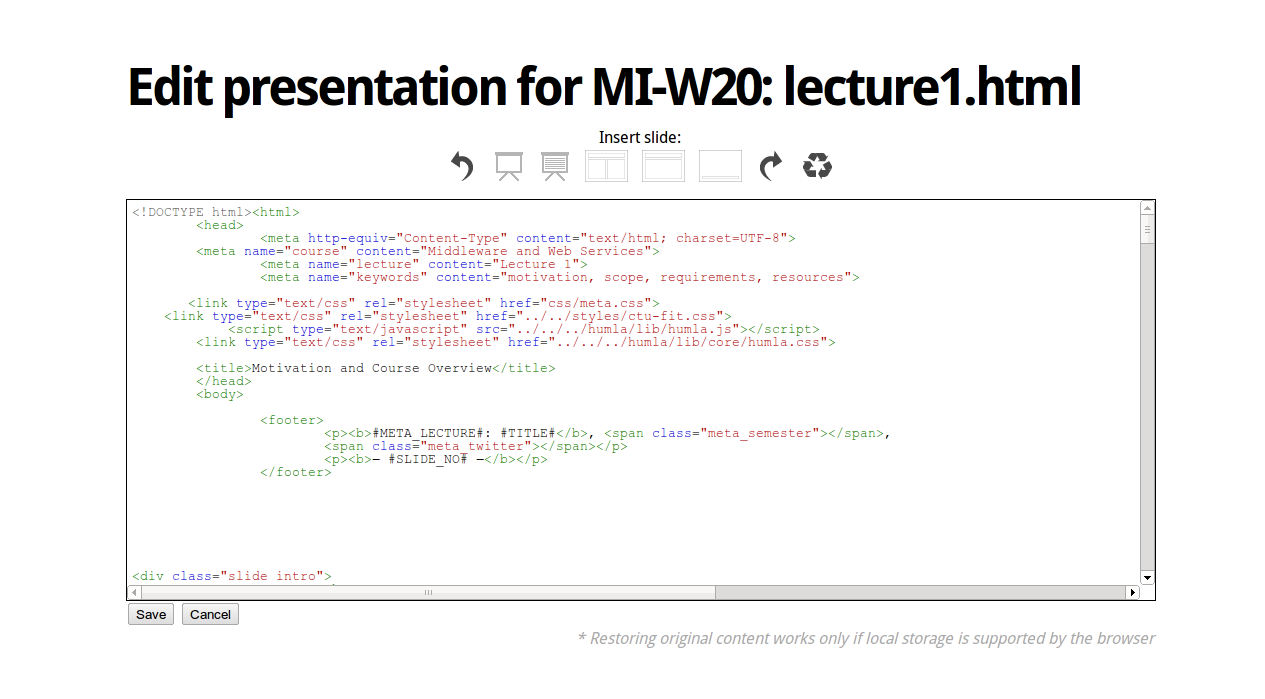 Edit presentation for MI-W20: lecture1.html
Insert slide:
<!DOCTYPE html><html>
<head>
<meta http-equiv="Content-Type" content="text/html; charset=UTF-8">
<meta name="course" content="Middleware and Web Services">
<meta name="lecture" content="Lecture 1">
<meta name="keywords" content="motivation, scope, requirements, resources">
<link type="text/css" rel="stylesheet" href="css/meta.css">
<link type="text/css" rel="stylesheet" href="../../styles/ctu-fit.css">
<script type="text/javascript" src="../../../humla/lib/humla.js"></script>
<link type="text/css" rel="stylesheet" href="../../../humla/lib/core/humla.css">
<title>Motivation and Course Overview</title>
</head>
<body>
<footer>
<p><b>#META_LECTURE#: #TITLE#</b>, <span class="meta_semester"></span>,
<span class="meta_twitter"></span></p>
<p><b>– #SLIDE_NO# –</b></p>
</footer>
<div class="slide intro">
Save Cancel
* Restoring original content works only if local storage is supported by the browser